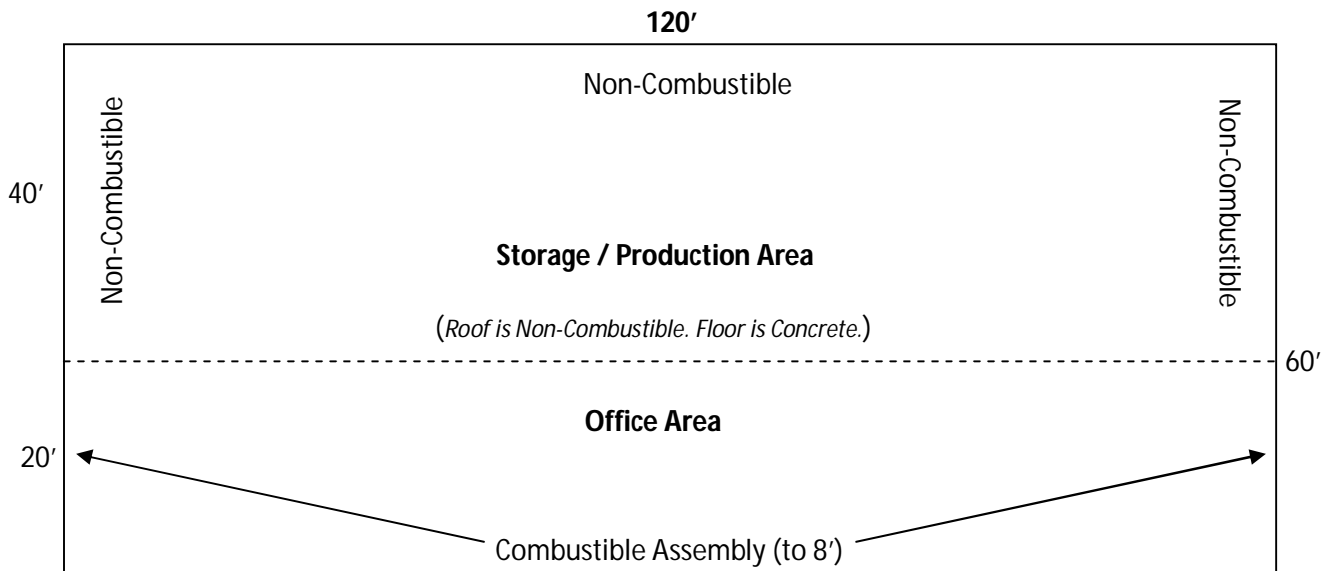 120′
Non-Combustible
Non-Combustible
Non-Combustible
40′
Storage / Production Area
(Roof is Non-Combustible. Floor is Concrete.)
60′
Office Area
20′
Combustible Assembly (to 8′)